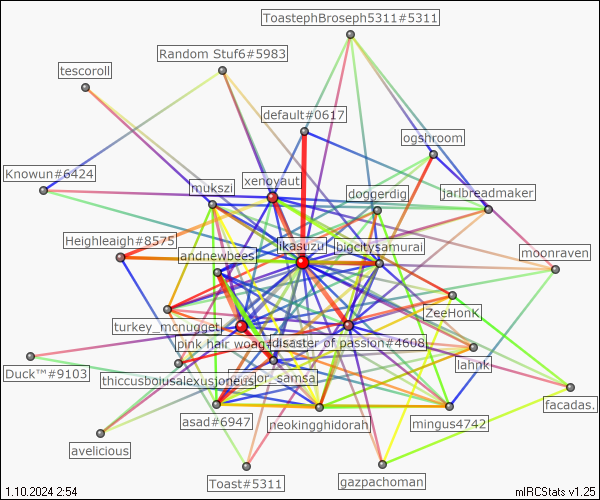 ToastephBroseph5311#5311
Random Stuf6#5983
tescoroll
default#0617
ogshroom
Knowun#6424
mukszi
xenoyaut
doggerdig
jarlbreadmaker
Heighleaigh#8575
ikasuzu
bigcitysamurai
andnewbees
moonraven
ZeeHonK
turkey_mcnugget
pink hair woag#
disaster of passion#4608
lahnk
Duck™#9103
thiccusboiusalexusjoneus
or_samsa
facadas.
asad#6947
neokingghidorah
mingus4742
avelicious
Toast#5311
gazpachoman
1.10.2024 2:54
mIRCStats v1.25